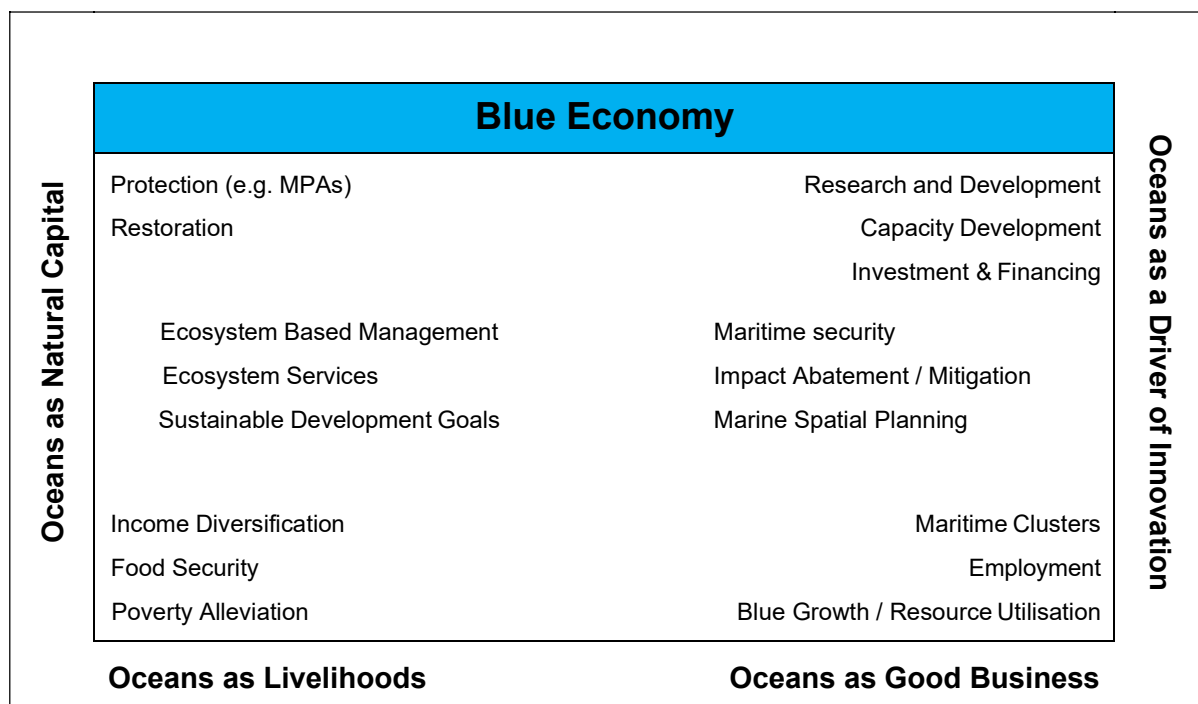 Blue Economy
Oceans as Natural Capital
Protection (e.g. MPAs)
Restoration
Research and Development
Capacity Development
Investment & Financing
Ecosystem Based Management
Ecosystem Services
Sustainable Development Goals
Maritime security
Impact Abatement / Mitigation
Marine Spatial Planning
Income Diversification
Food Security
Poverty Alleviation
Maritime Clusters
Employment
Blue Growth / Resource Utilisation
Oceans as a Driver of Innovation
Oceans as Livelihoods
Oceans as Good Business